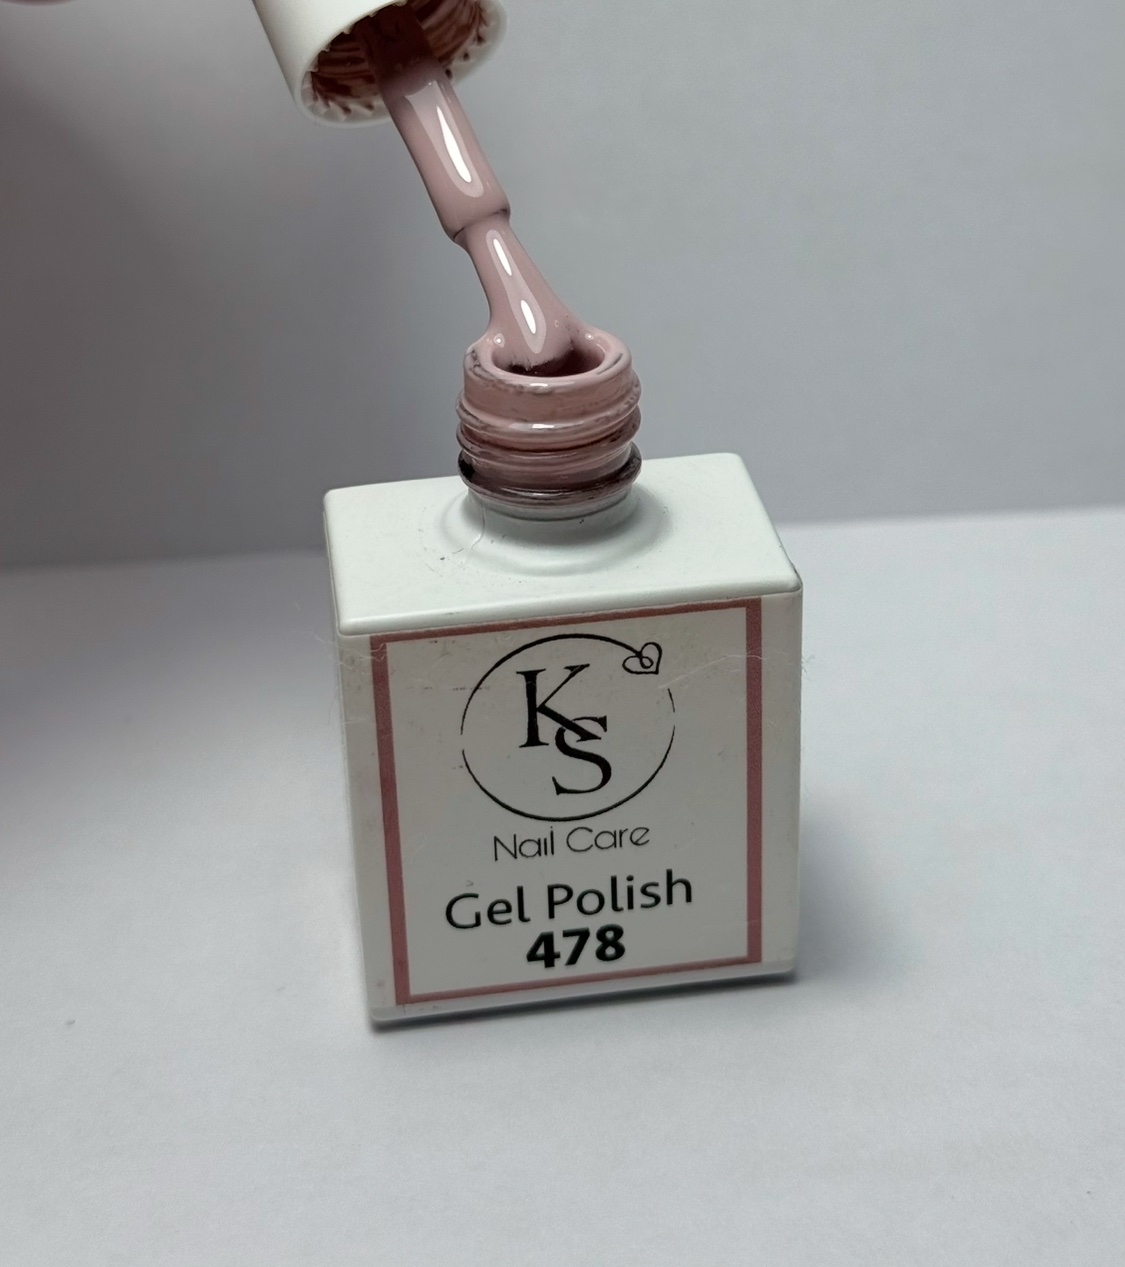 KS
Nail Care
Gel Polish
478